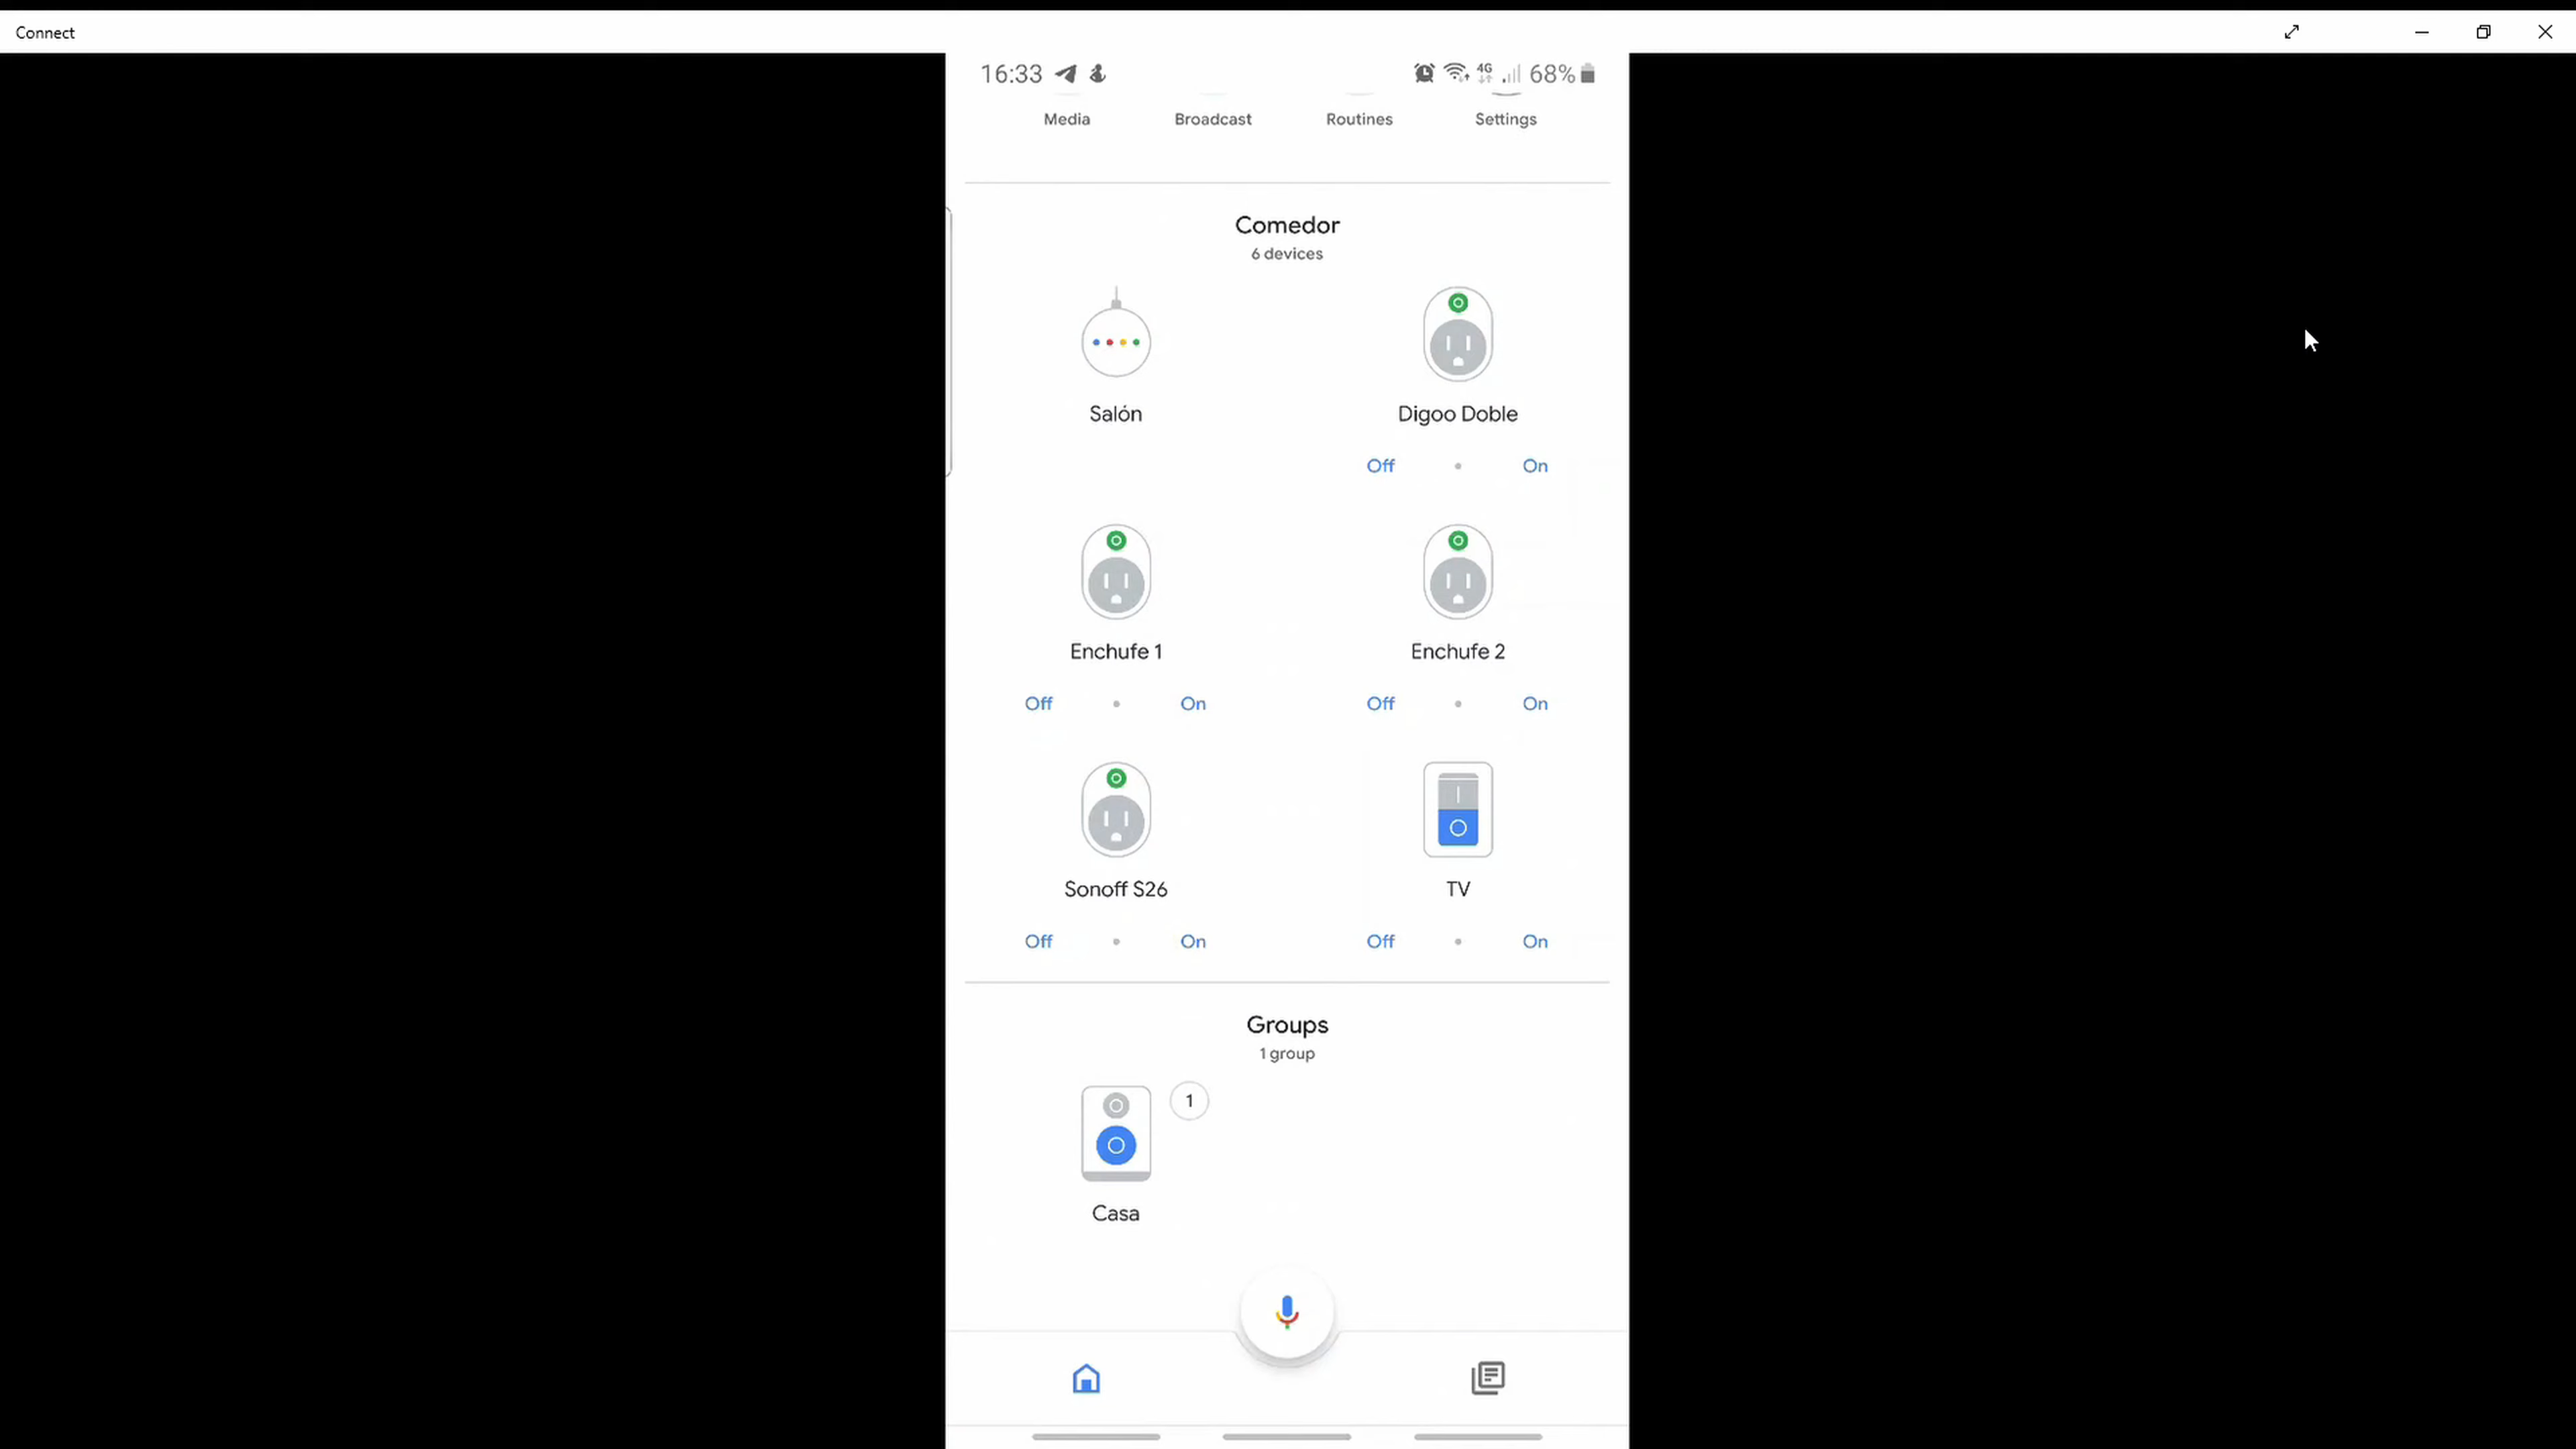 Connect
16:33 4G 68%
Media Broadcast Routines Settings
Comedor
6 devices
Salón Digoo Doble
Off On
Enchufe 1 Enchufe 2
Off On Off On
Sonoff S26 TV
Off On Off On
Groups
1 group
1
Casa